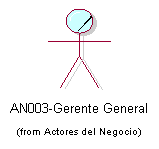 AN003-Gerente General
(from Actores del Negocio)